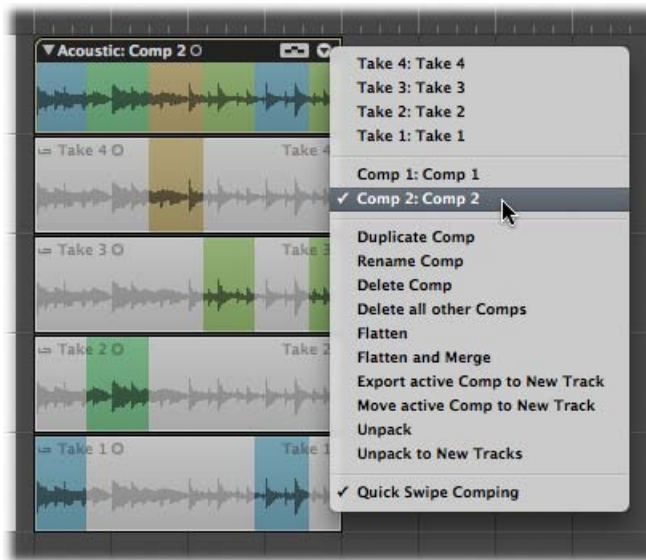 Acoustic: Comp 2
Take 4: Take 4
Take 3: Take 3
Take 2: Take 2
Take 1: Take 1
Comp 1: Comp 1
✓ Comp 2: Comp 2
Duplicate Comp
Rename Comp
Delete Comp
Delete all other Comps
Flatten
Flatten and Merge
Export active Comp to New Track
Move active Comp to New Track
Unpack
Unpack to New Tracks
✓ Quick Swipe Comping
Take 4 Take 4
Take 3 Take 3
Take 2 Take 2
Take 1 Take 1